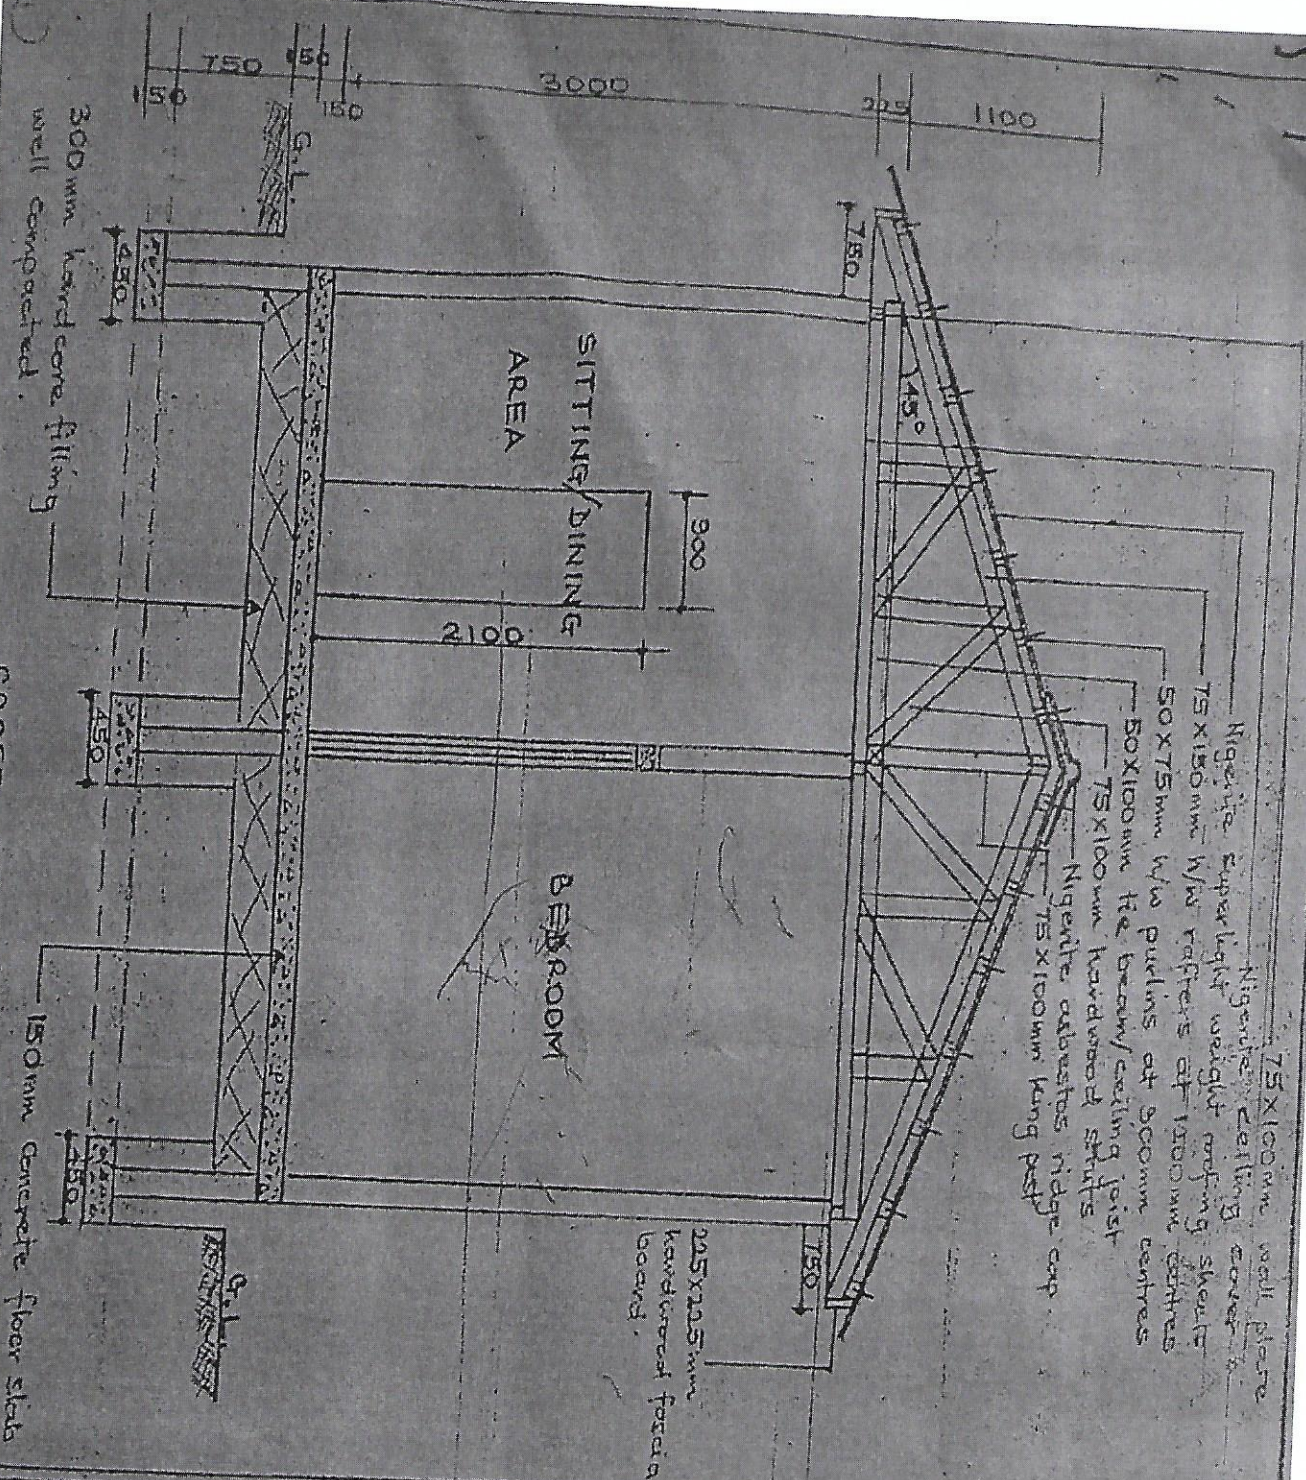 75x100mm wall plate
Nigerite ceiling cover
Nigerite superlight weight roofing sheets
75x150mm h/w rafters at 1200mm centres
50x75mm h/w purlins at 900mm centres
50x100mm tie beam/ceiling joist
75x100mm hardwood struts
Nigerite asbestos ridge cap
75x100mm king post
1100
225
3000
150
150
750
150
750
45°
900
2100
SITTING/DINING
AREA
BEDROOM
750
225x225mm
hardwood fascia
board.
G.L.
G.L.
450
450
450
300mm hardcore filling
well compacted.
150mm concrete floor slab